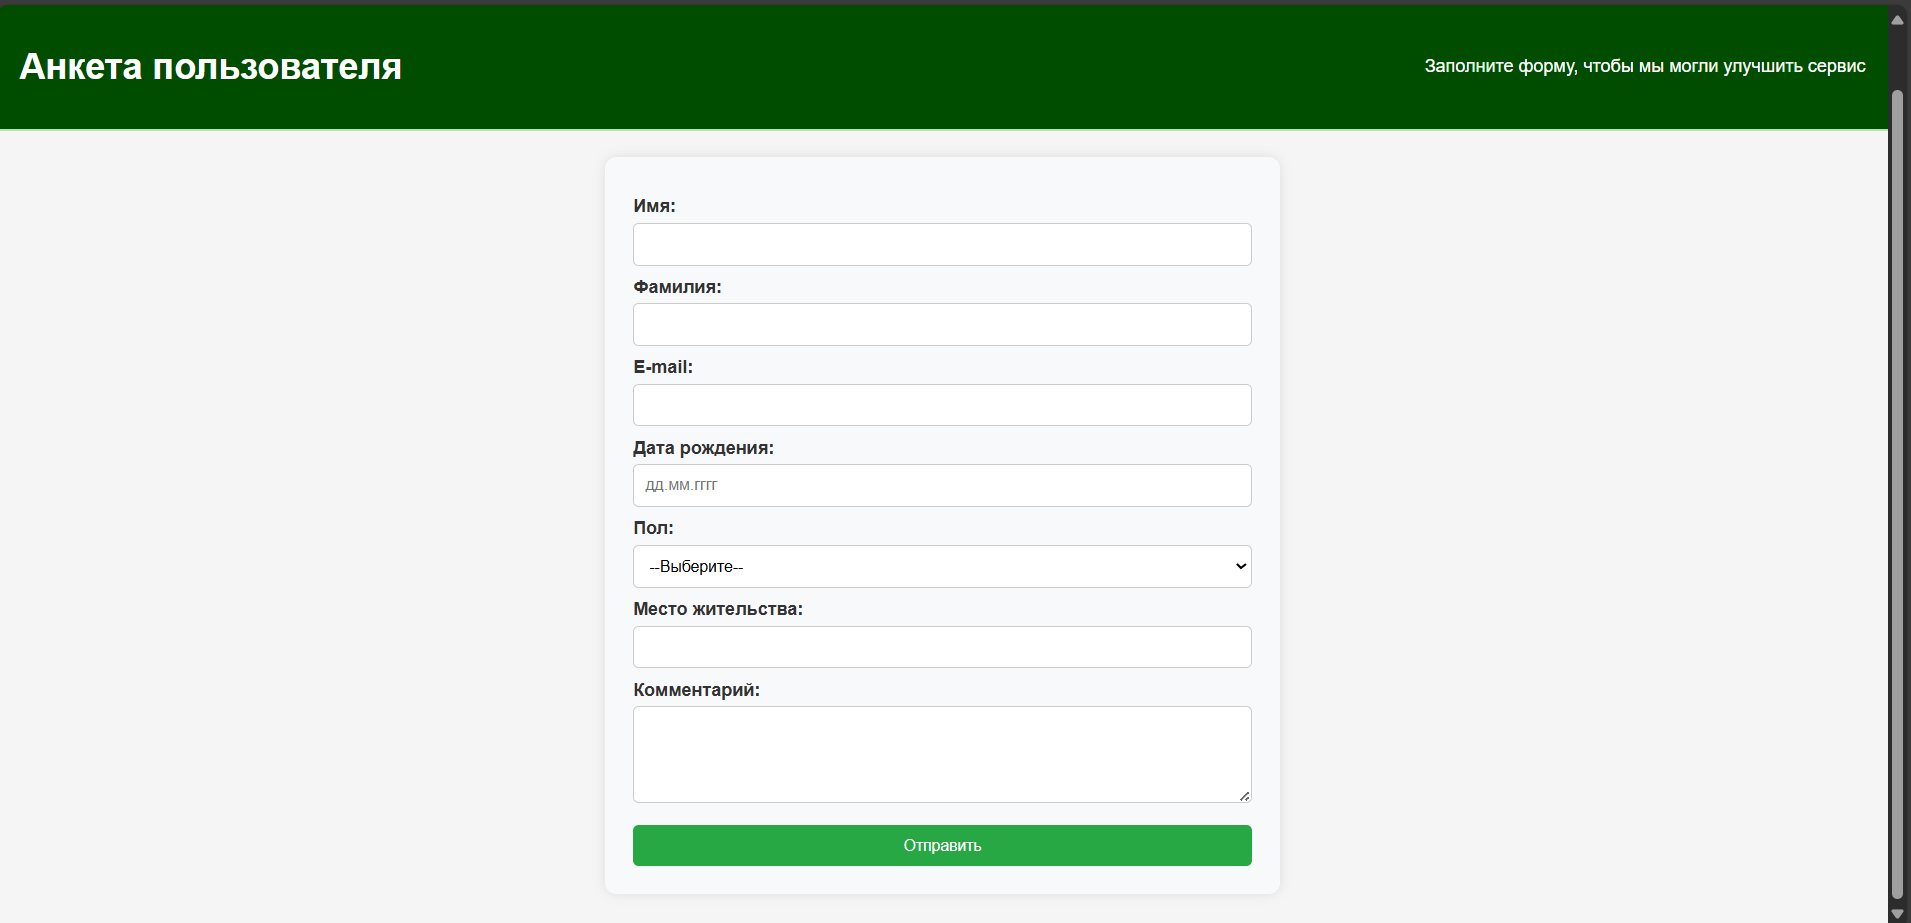 Анкета пользователя
Заполните форму, чтобы мы могли улучшить сервис
Имя:
Фамилия:
E-mail:
Дата рождения:
дд.мм.гггг
Пол:
--Выберите--
Место жительства:
Комментарий:
Отправить